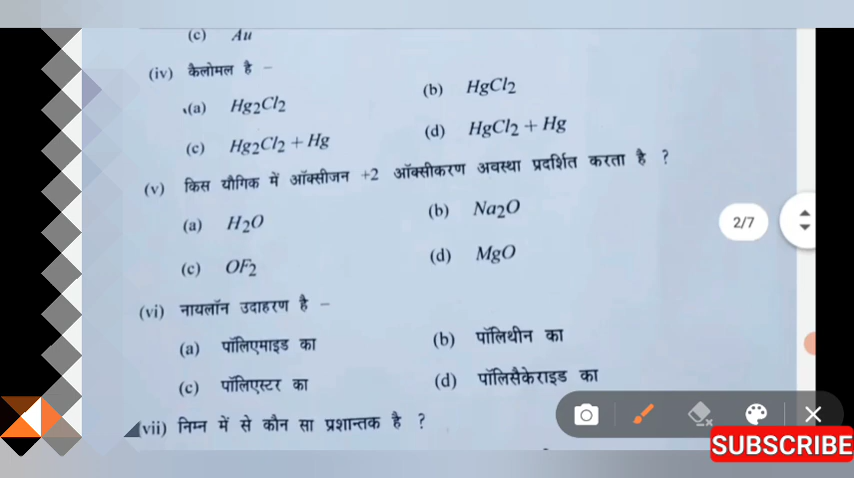 (c) Au
(iv) कैलोमल है –
(a) Hg2Cl2 (b) HgCl2
(c) Hg2Cl2 + Hg (d) HgCl2 + Hg
(v) किस यौगिक में ऑक्सीजन +2 ऑक्सीकरण अवस्था प्रदर्शित करता है ?
(a) H2O (b) Na2O
(c) OF2 (d) MgO
(vi) नायलॉन उदाहरण है –
(a) पॉलिएमाइड का (b) पॉलिथीन का
(c) पॉलिएस्टर का (d) पॉलिसैकेराइड का
(vii) निम्न में से कौन सा प्रशान्तक है ?
2/7
SUBSCRIBE